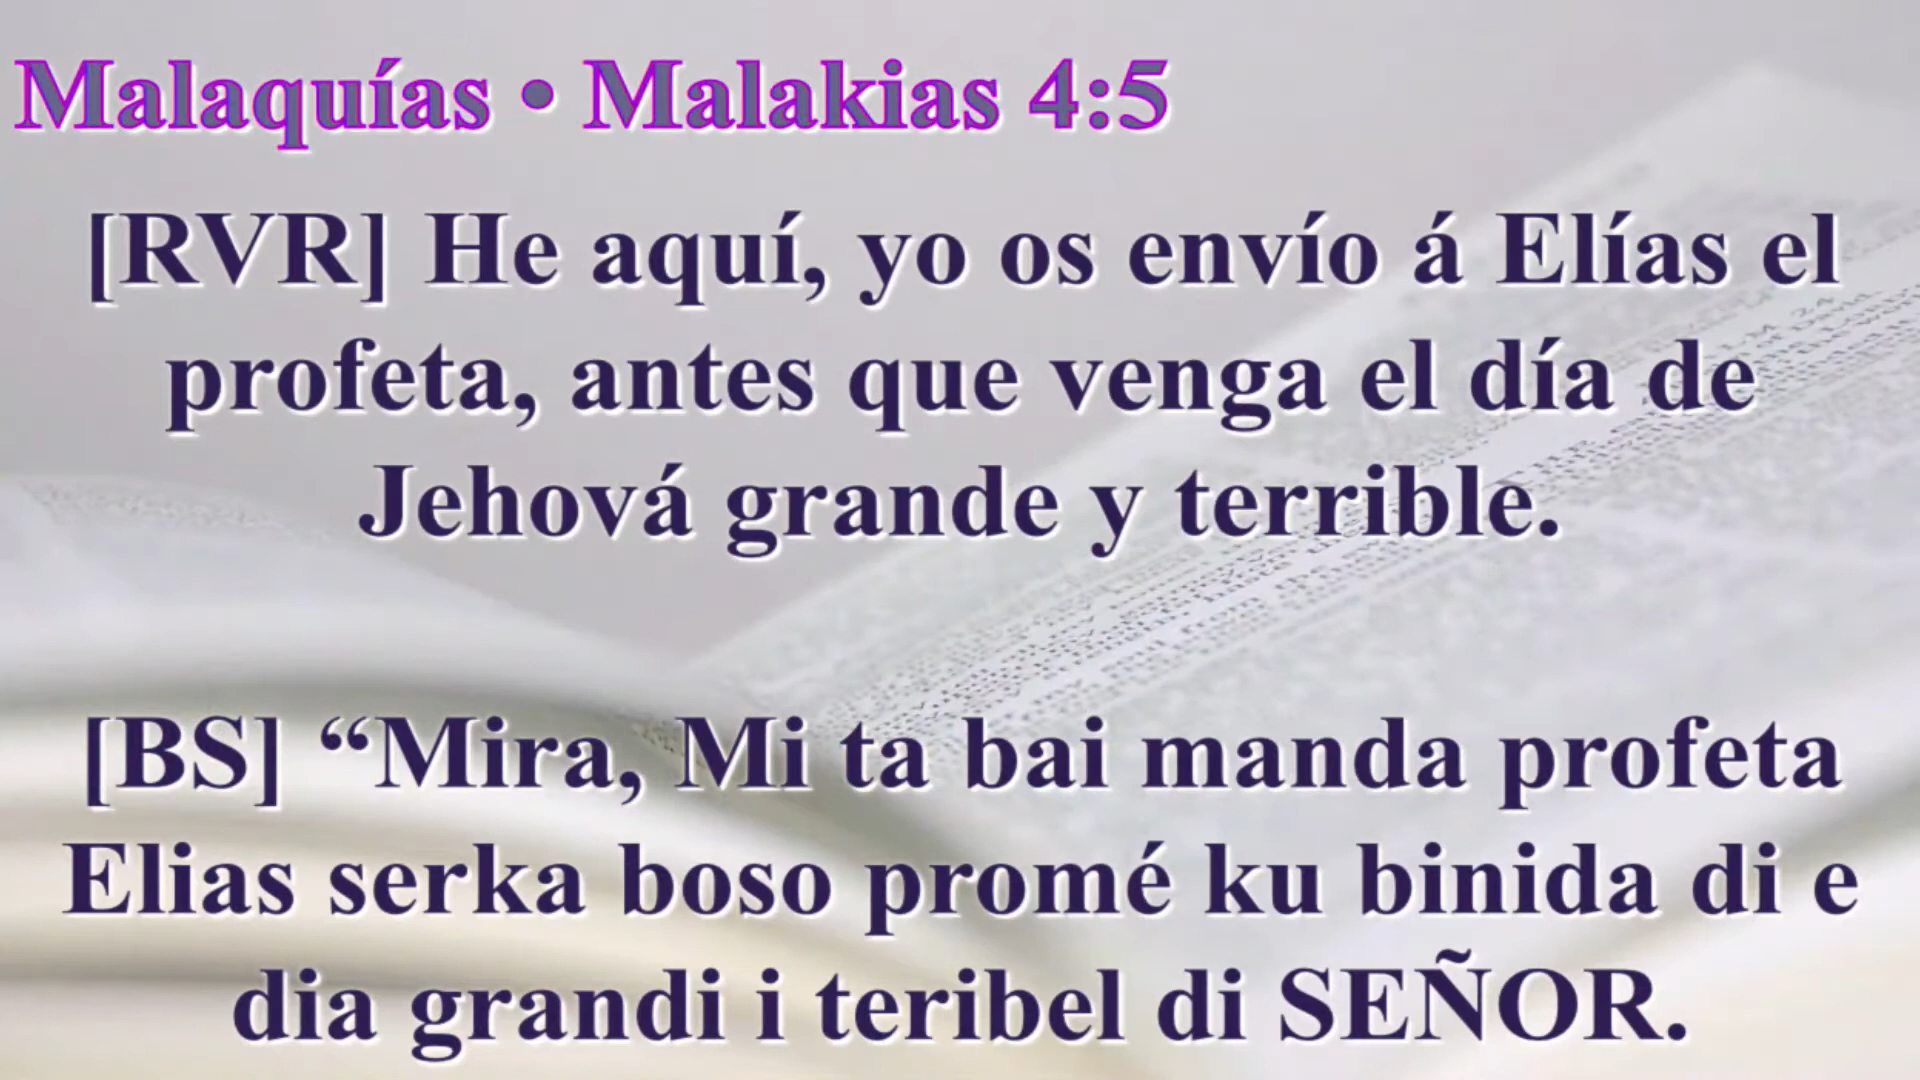 Malaquías • Malakias 4:5
[RVR] He aquí, yo os envío á Elías el
profeta, antes que venga el día de
Jehová grande y terrible.
[BS] “Mira, Mi ta bai manda profeta
Elias serka boso promé ku binida di e
dia grandi i teribel di SEÑOR.